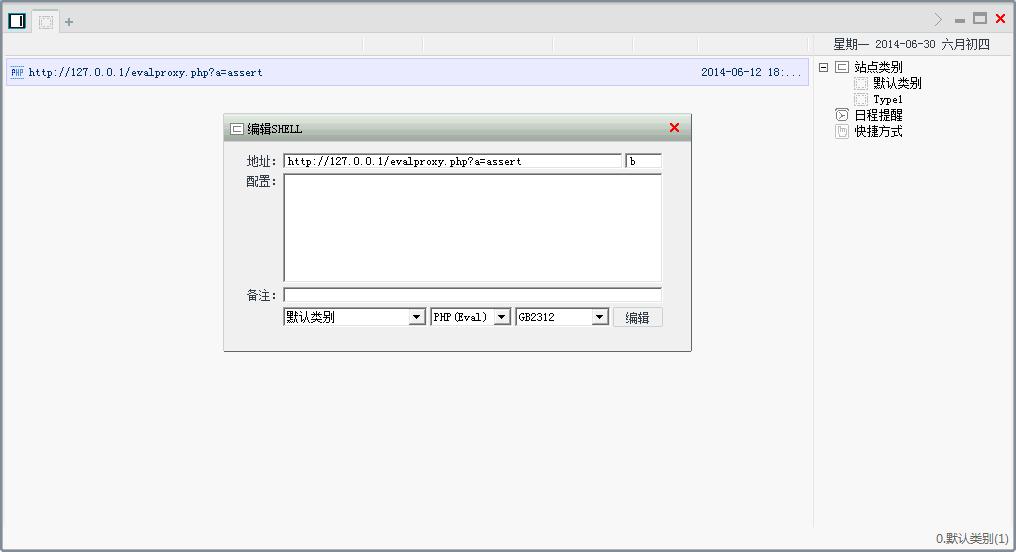 +
星期一 2014-06-30 六月初四
PHP http://127.0.0.1/evalproxy.php?a=assert 2014-06-12 18:...
站点类别
默认类别
Type1
日程提醒
快捷方式
编辑SHELL
地址: http://127.0.0.1/evalproxy.php?a=assert b
配置:
备注:
默认类别 PHP(Eval) GB2312 编辑
0.默认类别(1)